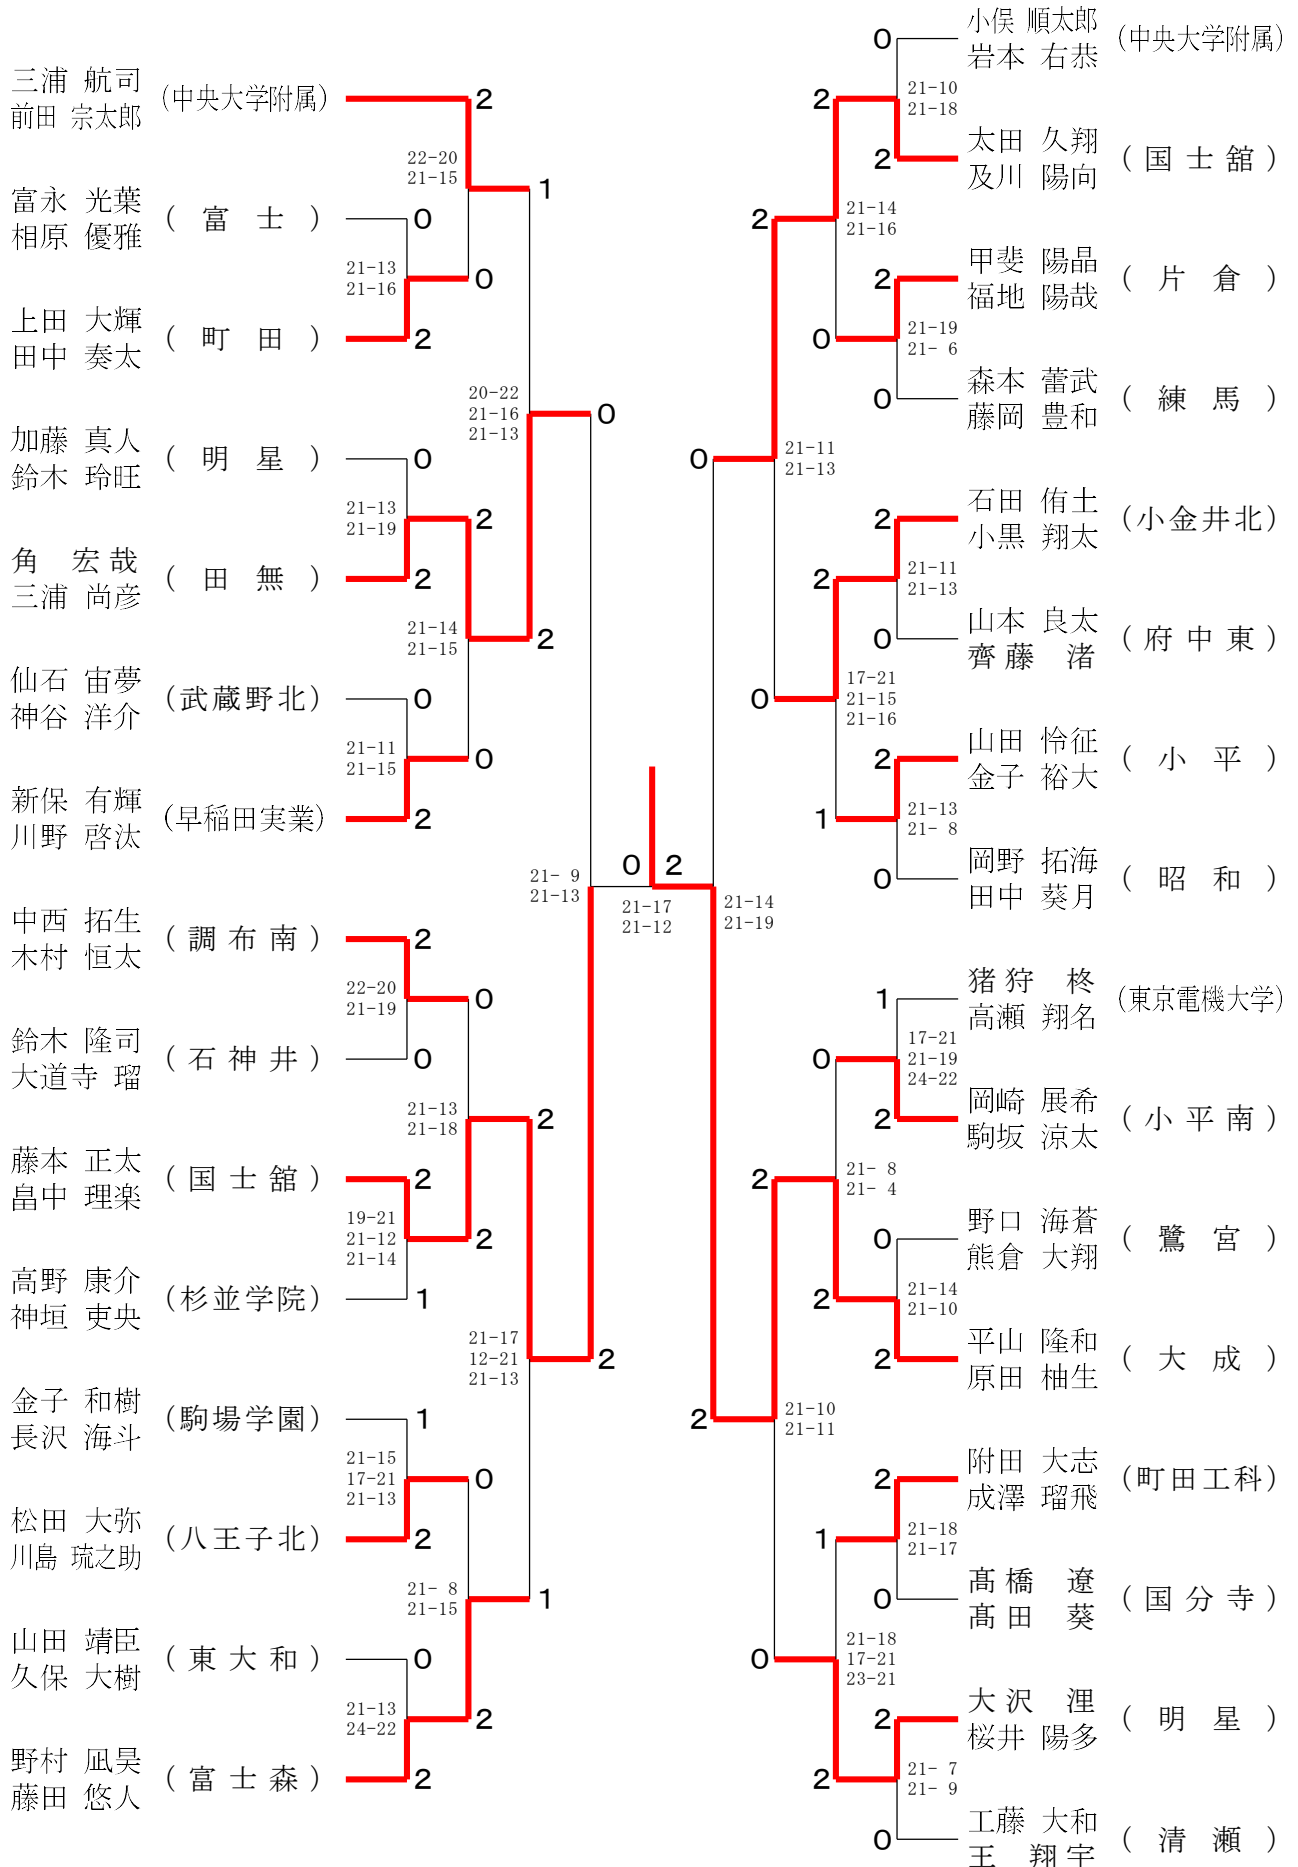 三浦 航司
前田 宗太郎
(中央大学附属)
2
22-20
21-15
1
富永 光葉
相原 優雅
( 富 士 )
0
21-13
21-16
0
上田 大輝
田中 奏太
( 町 田 )
2
20-22
21-16
21-13
0
加藤 真人
鈴木 玲旺
( 明 星 )
0
21-13
21-19
2
角 宏哉
三浦 尚彦
( 田 無 )
2
21-14
21-15
2
仙石 宙夢
神谷 洋介
(武蔵野北)
0
21-11
21-15
0
新保 有輝
川野 啓汰
(早稲田実業)
2
21- 9
21-13
中西 拓生
木村 恒太
( 調布南 )
2
22-20
21-19
0
鈴木 隆司
大道寺 瑠
( 石神井 )
0
21-13
21-18
2
藤本 正太
畠中 理楽
( 国士舘 )
2
19-21
21-12
21-14
2
高野 康介
神垣 吏央
(杉並学院)
1
21-17
12-21
21-13
2
金子 和樹
長沢 海斗
(駒場学園)
1
21-15
17-21
21-13
0
松田 大弥
川島 琉之助
(八王子北)
2
21- 8
21-15
1
山田 靖臣
久保 大樹
( 東大和 )
0
21-13
24-22
2
野村 凪昊
藤田 悠人
( 富士森 )
2
0 2
21-17
21-12
0
小俣 順太郎
岩本 右恭
(中央大学附属)
2
21-10
21-18
2
太田 久翔
及川 陽向
( 国士舘 )
2
21-14
21-16
2
甲斐 陽晶
福地 陽哉
( 片 倉 )
0
21-19
21- 6
0
森本 蕾武
藤岡 豊和
( 練 馬 )
0
21-11
21-13
2
石田 侑土
小黒 翔太
(小金井北)
2
21-11
21-13
0
山本 良太
齊藤 渚
( 府中東 )
0
17-21
21-15
21-16
2
山田 怜征
金子 裕大
( 小 平 )
1
21-13
21- 8
0
岡野 拓海
田中 葵月
( 昭 和 )
21-14
21-19
1
猪狩 柊
高瀬 翔名
(東京電機大学)
0
17-21
21-19
24-22
2
岡崎 展希
駒坂 涼太
( 小平南 )
2
21- 8
21- 4
0
野口 海蒼
熊倉 大翔
( 鷺 宮 )
2
21-14
21-10
2
平山 隆和
原田 柚生
( 大 成 )
2
21-10
21-11
2
附田 大志
成澤 瑠飛
(町田工科)
1
21-18
21-17
0
髙橋 遼
髙田 葵
( 国分寺 )
0
21-18
17-21
23-21
2
大沢 浬
桜井 陽多
( 明 星 )
2
21- 7
21- 9
0
工藤 大和
王 翔宇
( 清 瀬 )